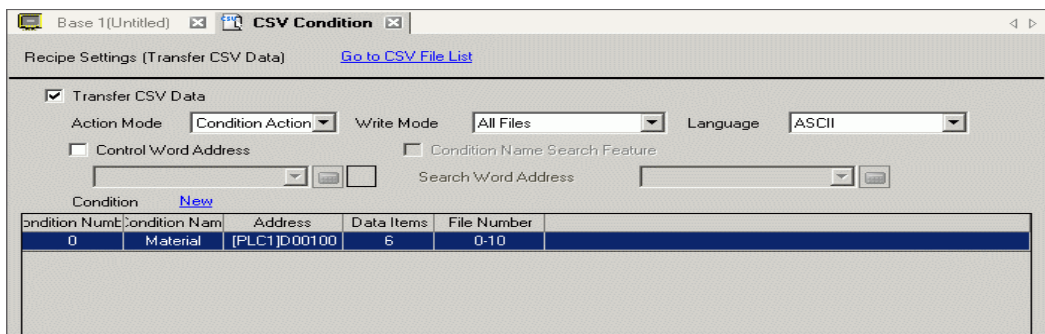 Base 1(Untitled) CSV Condition
Recipe Settings (Transfer CSV Data) Go to CSV File List
Transfer CSV Data
Action Mode Condition Action Write Mode All Files Language ASCII
Control Word Address Condition Name Search Feature
Search Word Address
Condition New
ondition Numb Condition Nam Address Data Items File Number
0 Material [PLC1]D00100 6 0-10